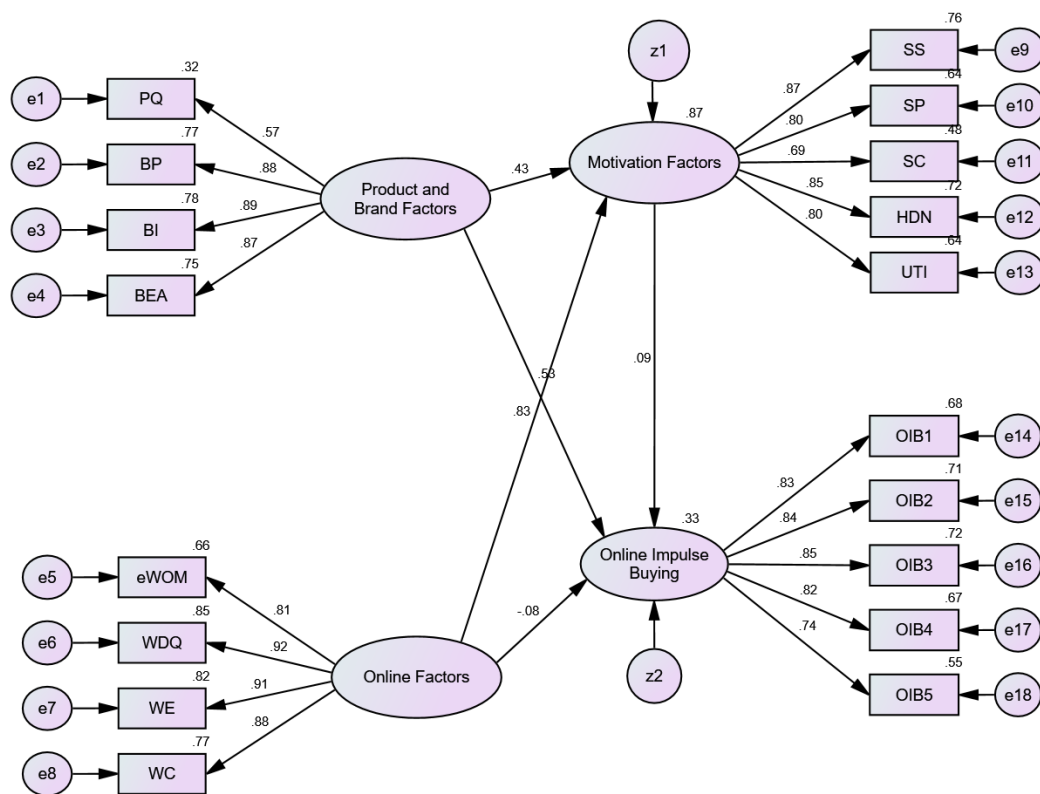 z1
.76
SS
e9
.87
.64
SP
e10
.80
.48
SC
e11
.69
.72
HDN
e12
.85
.64
UTI
e13
.80
.87
Motivation Factors
.32
e1
PQ
.57
.77
e2
BP
.88
.78
e3
BI
.89
.75
e4
BEA
.87
Product and
Brand Factors
.43
.53
.83
.09
.66
e5
eWOM
.81
.85
e6
WDQ
.92
.82
e7
WE
.91
.77
e8
WC
.88
Online Factors
-.08
.33
Online Impulse
Buying
z2
.68
OIB1
e14
.83
.71
OIB2
e15
.84
.72
OIB3
e16
.85
.67
OIB4
e17
.82
.55
OIB5
e18
.74